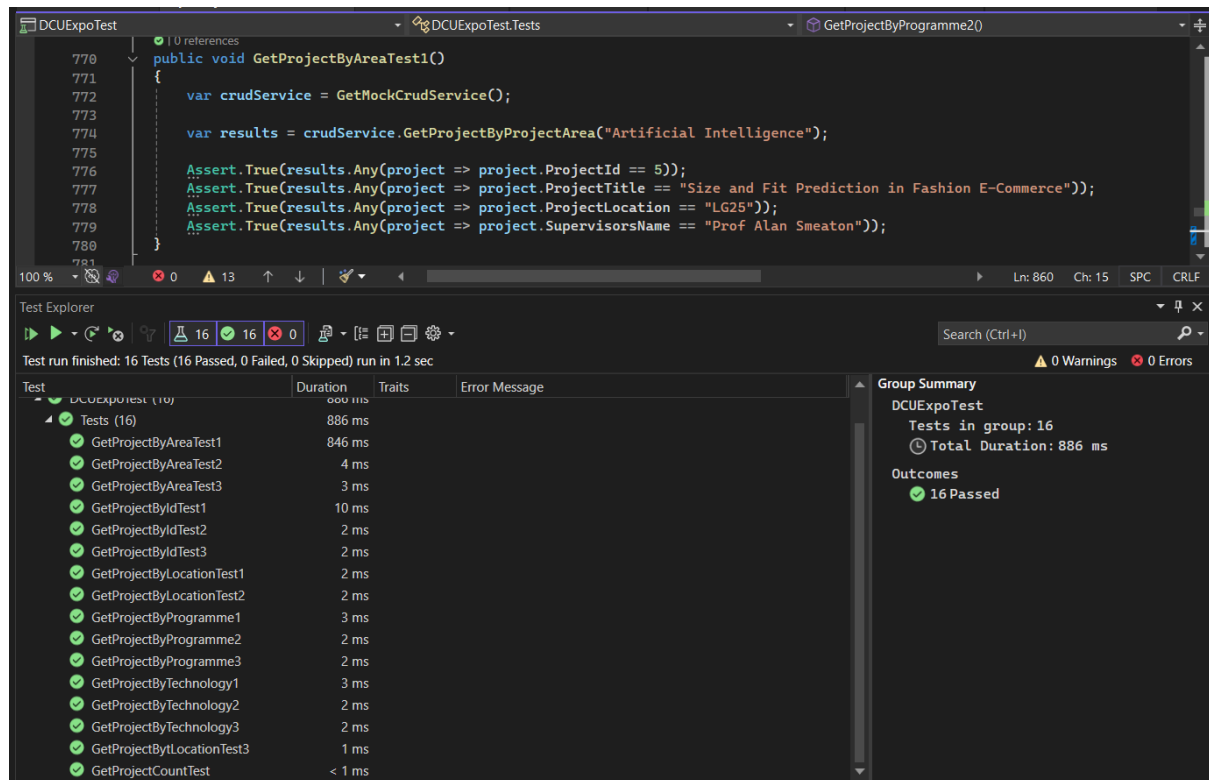 DCUExpoTest DCUExpoTest.Tests GetProjectByProgramme2()
0 references
770 public void GetProjectByAreaTest1()
771 {
772 var crudService = GetMockCrudService();
773
774 var results = crudService.GetProjectByProjectArea("Artificial Intelligence");
775
776 Assert.True(results.Any(project => project.ProjectId == 5));
777 Assert.True(results.Any(project => project.ProjectTitle == "Size and Fit Prediction in Fashion E-Commerce"));
778 Assert.True(results.Any(project => project.ProjectLocation == "LG25"));
779 Assert.True(results.Any(project => project.SupervisorsName == "Prof Alan Smeaton"));
780 }
781
100 % 0 13 Ln: 860 Ch: 15 SPC CRLF
Test Explorer
16 16 0 Search (Ctrl+I)
Test run finished: 16 Tests (16 Passed, 0 Failed, 0 Skipped) run in 1.2 sec 0 Warnings 0 Errors
Test Duration Traits Error Message
DCUExpoTest (16) 886 ms
Tests (16) 886 ms
GetProjectByAreaTest1 846 ms
GetProjectByAreaTest2 4 ms
GetProjectByAreaTest3 3 ms
GetProjectByIdTest1 10 ms
GetProjectByIdTest2 2 ms
GetProjectByIdTest3 2 ms
GetProjectByLocationTest1 2 ms
GetProjectByLocationTest2 2 ms
GetProjectByProgramme1 3 ms
GetProjectByProgramme2 2 ms
GetProjectByProgramme3 2 ms
GetProjectByTechnology1 3 ms
GetProjectByTechnology2 2 ms
GetProjectByTechnology3 2 ms
GetProjectBytLocationTest3 1 ms
GetProjectCountTest < 1 ms
Group Summary
DCUExpoTest
Tests in group: 16
Total Duration: 886 ms
Outcomes
16 Passed